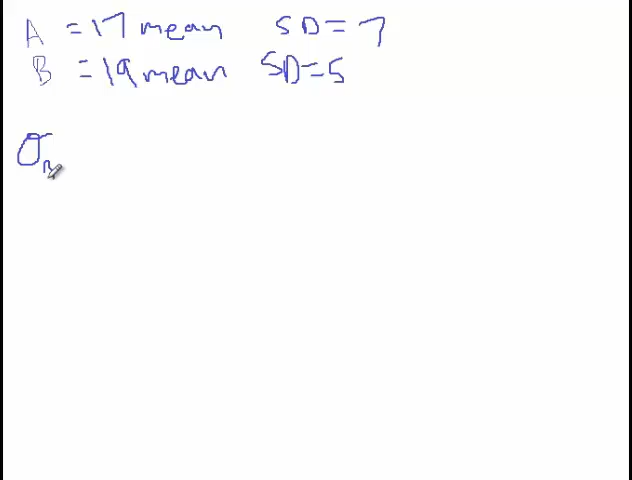 A = 17 mean SD = 7
B = 19 mean SD = 5
σ